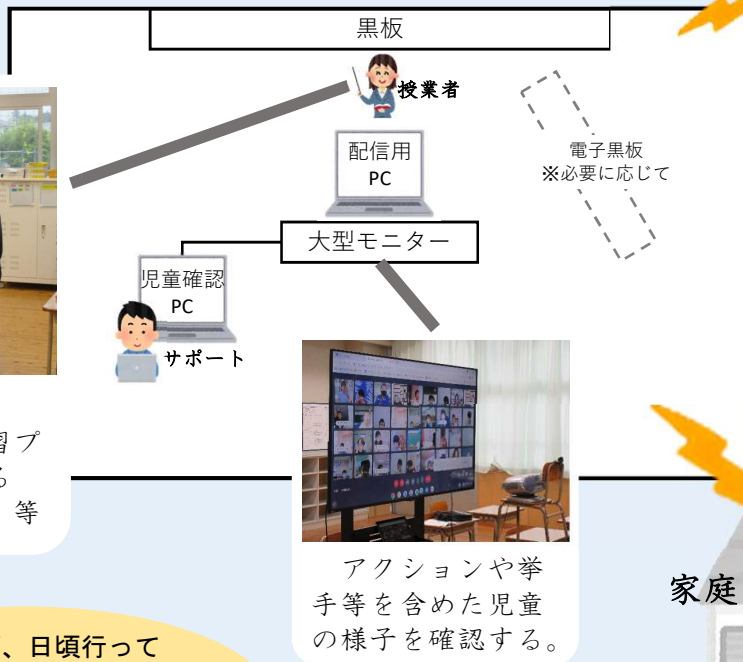 黒板
授業者
配信用
PC
電子黒板
※必要に応じて
大型モニター
児童確認
PC
サポート
習プ
る
等
アクションや挙
手等を含めた児童
の様子を確認する。
家庭
、日頃行って